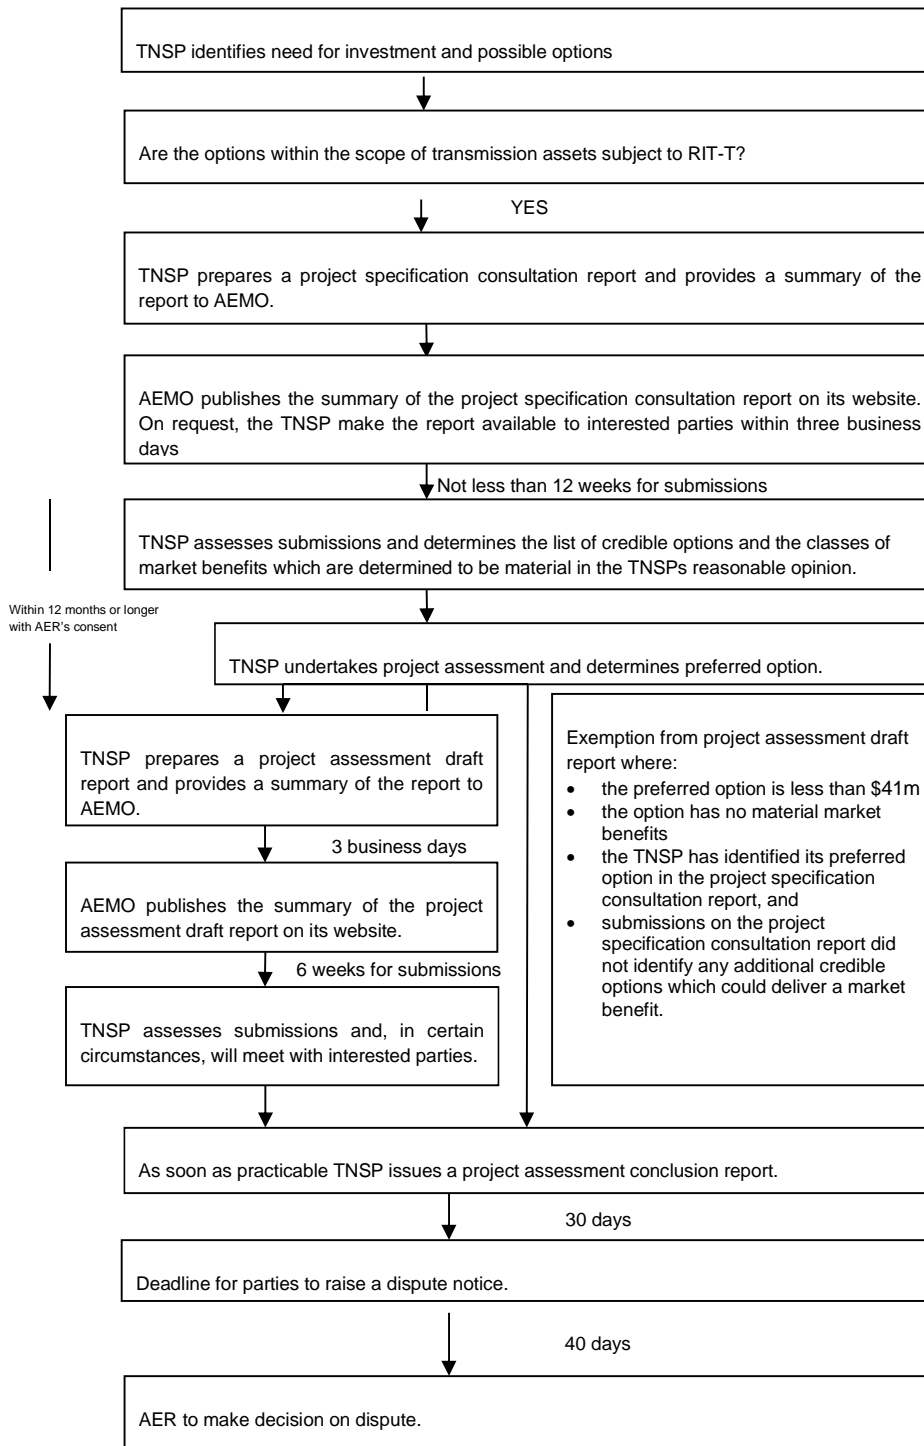 TNSP identifies need for investment and possible options
Are the options within the scope of transmission assets subject to RIT-T?
YES
TNSP prepares a project specification consultation report and provides a summary of the
report to AEMO.
AEMO publishes the summary of the project specification consultation report on its website.
On request, the TNSP make the report available to interested parties within three business
days
Not less than 12 weeks for submissions
TNSP assesses submissions and determines the list of credible options and the classes of
market benefits which are determined to be material in the TNSPs reasonable opinion.
Within 12 months or longer
with AER's consent
TNSP undertakes project assessment and determines preferred option.
TNSP prepares a project assessment draft
report and provides a summary of the report to
AEMO.
3 business days
AEMO publishes the summary of the project
assessment draft report on its website.
6 weeks for submissions
TNSP assesses submissions and, in certain
circumstances, will meet with interested parties.
Exemption from project assessment draft
report where:
• the preferred option is less than $41m
• the option has no material market
benefits
• the TNSP has identified its preferred
option in the project specification
consultation report, and
• submissions on the project
specification consultation report did
not identify any additional credible
options which could deliver a market
benefit.
As soon as practicable TNSP issues a project assessment conclusion report.
30 days
Deadline for parties to raise a dispute notice.
40 days
AER to make decision on dispute.